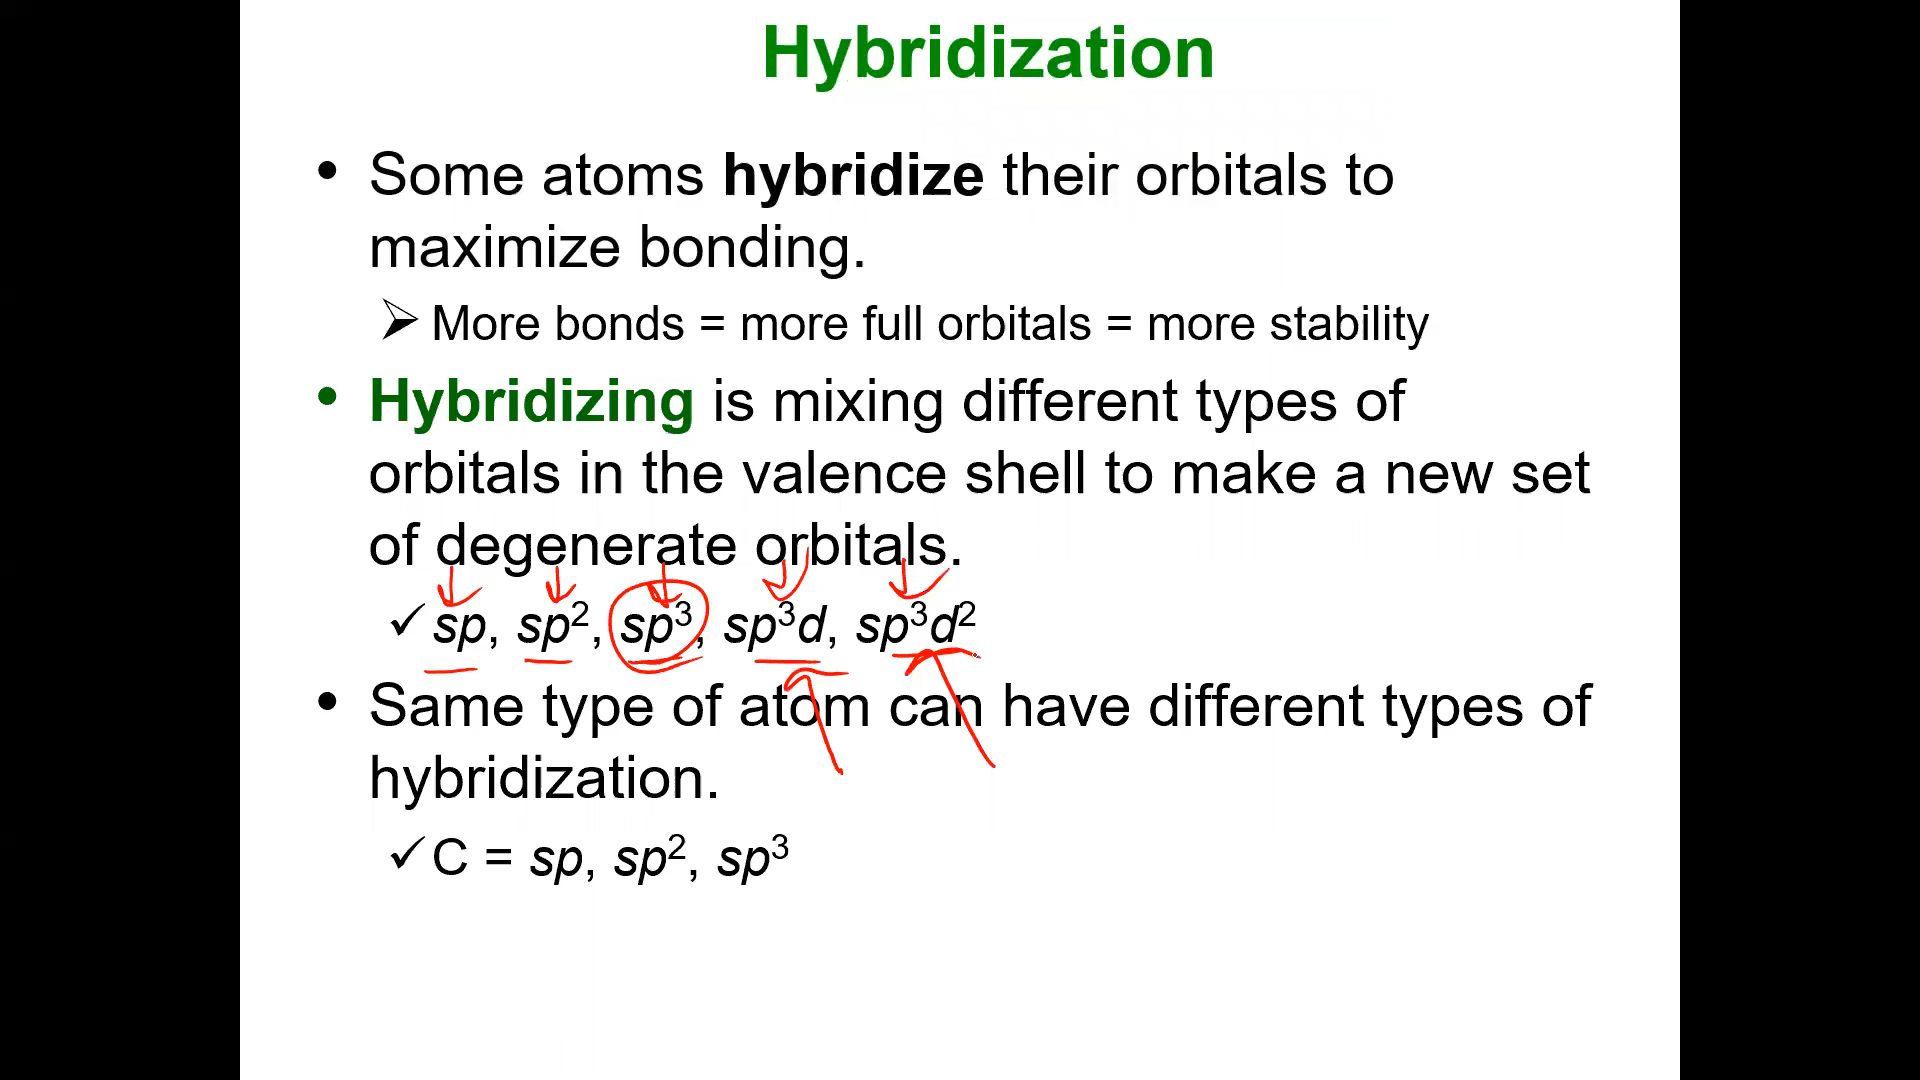 Hybridization
• Some atoms hybridize their orbitals to
maximize bonding.
➢ More bonds = more full orbitals = more stability
• Hybridizing is mixing different types of
orbitals in the valence shell to make a new set
of degenerate orbitals.
✓ sp, sp², sp³, sp³d, sp³d²
• Same type of atom can have different types of
hybridization.
✓ C = sp, sp², sp³